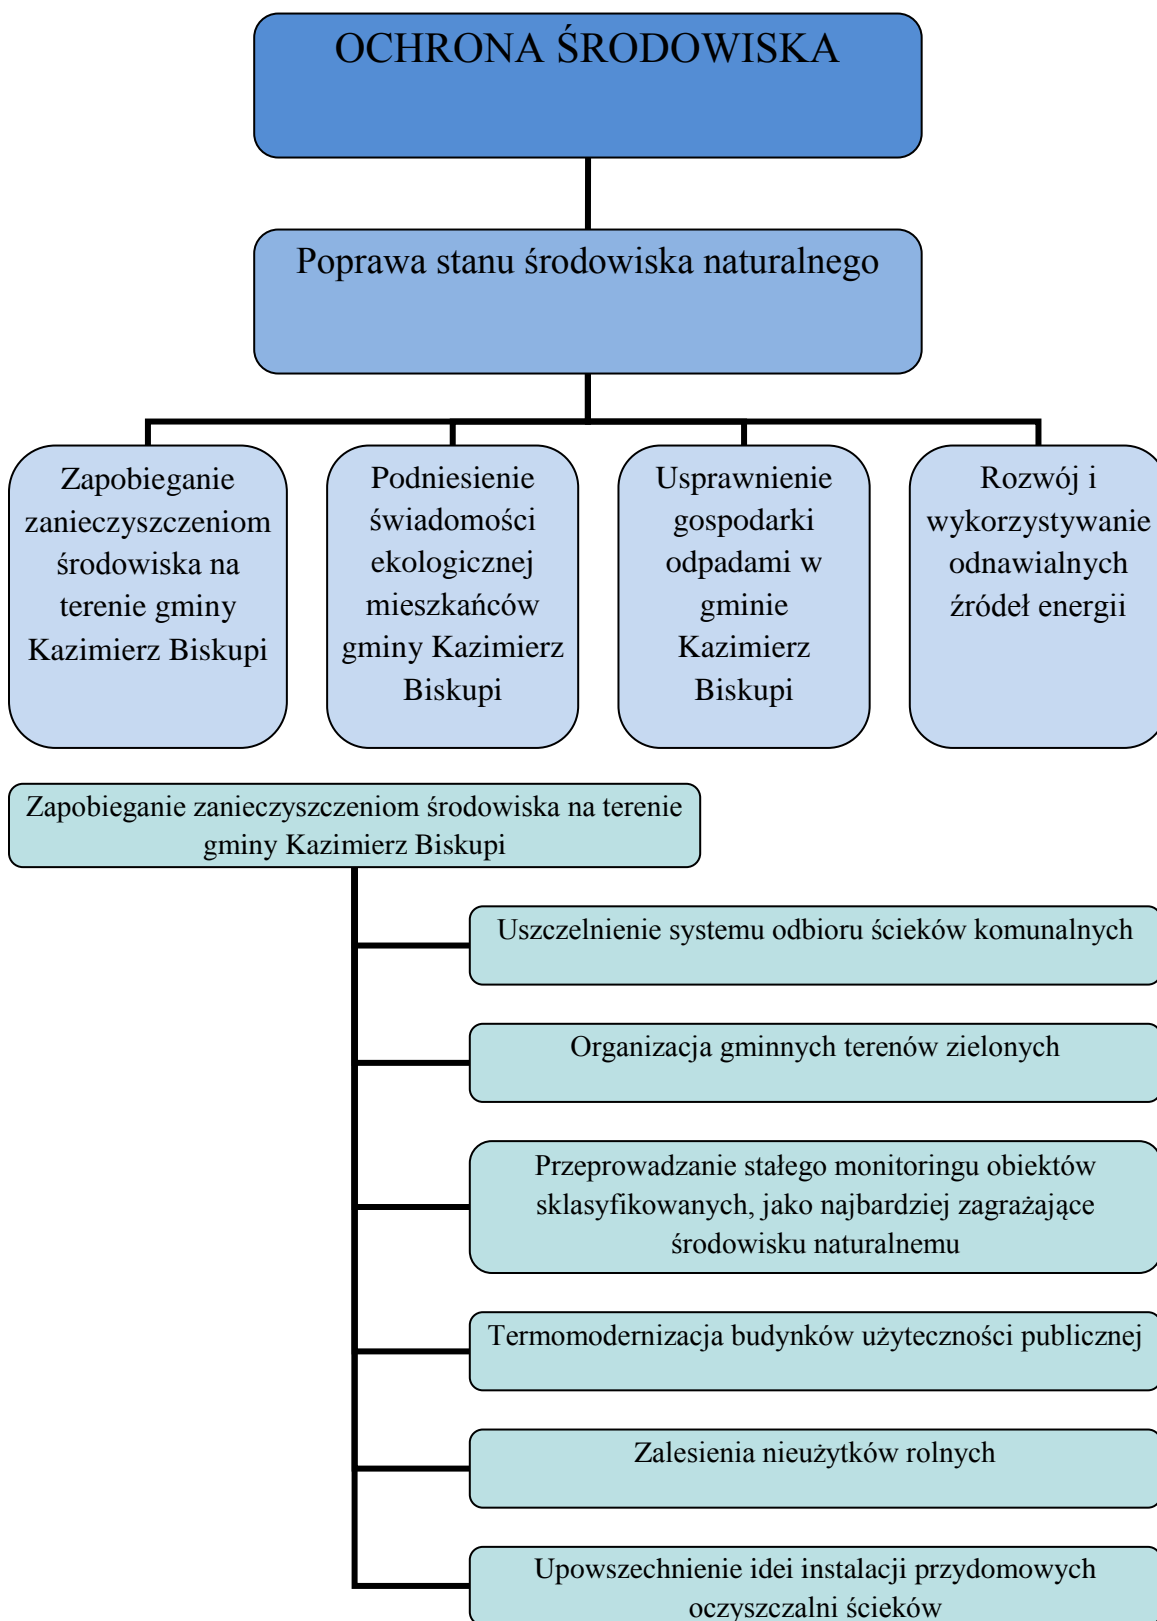 OCHRONA ŚRODOWISKA
Poprawa stanu środowiska naturalnego
Zapobieganie
zanieczyszczeniom
środowiska na
terenie gminy
Kazimierz Biskupi
Podniesienie
świadomości
ekologicznej
mieszkańców
gminy Kazimierz
Biskupi
Usprawnienie
gospodarki
odpadami w
gminie
Kazimierz
Biskupi
Rozwój i
wykorzystywanie
odnawialnych
źródeł energii
Zapobieganie zanieczyszczeniom środowiska na terenie
gminy Kazimierz Biskupi
Uszczelnienie systemu odbioru ścieków komunalnych
Organizacja gminnych terenów zielonych
Przeprowadzanie stałego monitoringu obiektów
sklasyfikowanych, jako najbardziej zagrażające
środowisku naturalnemu
Termomodernizacja budynków użyteczności publicznej
Zalesienia nieużytków rolnych
Upowszechnienie idei instalacji przydomowych
oczyszczalni ścieków